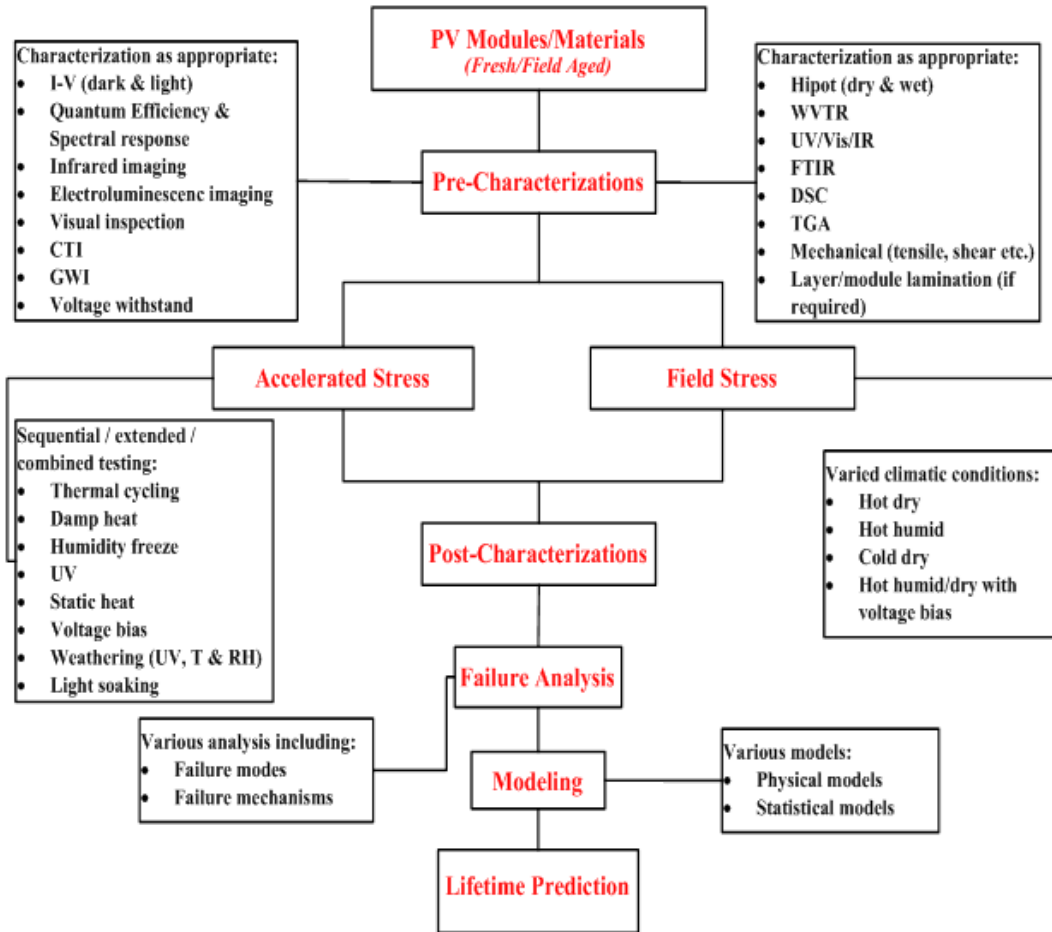 PV Modules/Materials
(Fresh/Field Aged)
Characterization as appropriate:
• I-V (dark & light)
• Quantum Efficiency &
Spectral response
• Infrared imaging
• Electroluminescenc imaging
• Visual inspection
• CTI
• GWI
• Voltage withstand
Characterization as appropriate:
• Hipot (dry & wet)
• WVTR
• UV/Vis/IR
• FTIR
• DSC
• TGA
• Mechanical (tensile, shear etc.)
• Layer/module lamination (if
required)
Pre-Characterizations
Accelerated Stress
Field Stress
Sequential / extended /
combined testing:
• Thermal cycling
• Damp heat
• Humidity freeze
• UV
• Static heat
• Voltage bias
• Weathering (UV, T & RH)
• Light soaking
Varied climatic conditions:
• Hot dry
• Hot humid
• Cold dry
• Hot humid/dry with
voltage bias
Post-Characterizations
Failure Analysis
Various analysis including:
• Failure modes
• Failure mechanisms
Modeling
Various models:
• Physical models
• Statistical models
Lifetime Prediction